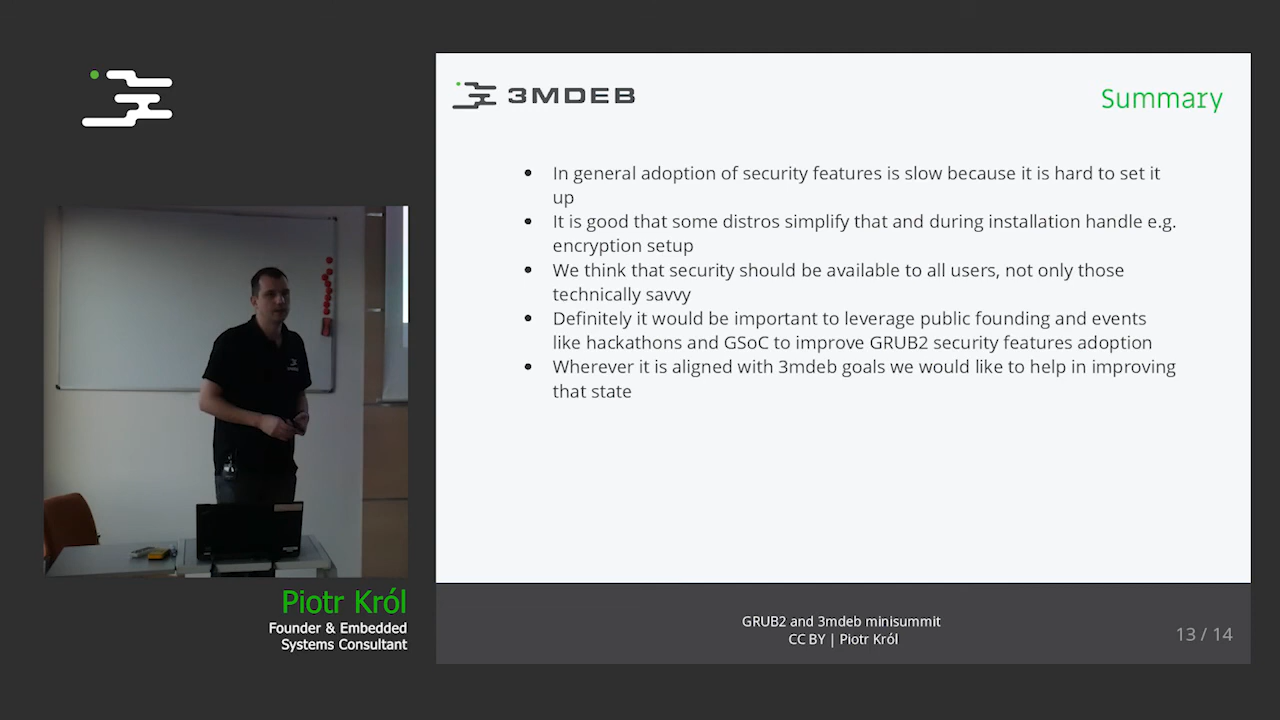 3MDEB
Summary
• In general adoption of security features is slow because it is hard to set it
up
• It is good that some distros simplify that and during installation handle e.g.
encryption setup
• We think that security should be available to all users, not only those
technically savvy
• Definitely it would be important to leverage public founding and events
like hackathons and GSoC to improve GRUB2 security features adoption
• Wherever it is aligned with 3mdeb goals we would like to help in improving
that state
Piotr Król
Founder & Embedded
Systems Consultant
GRUB2 and 3mdeb minisummit
CC BY | Piotr Król
13 / 14